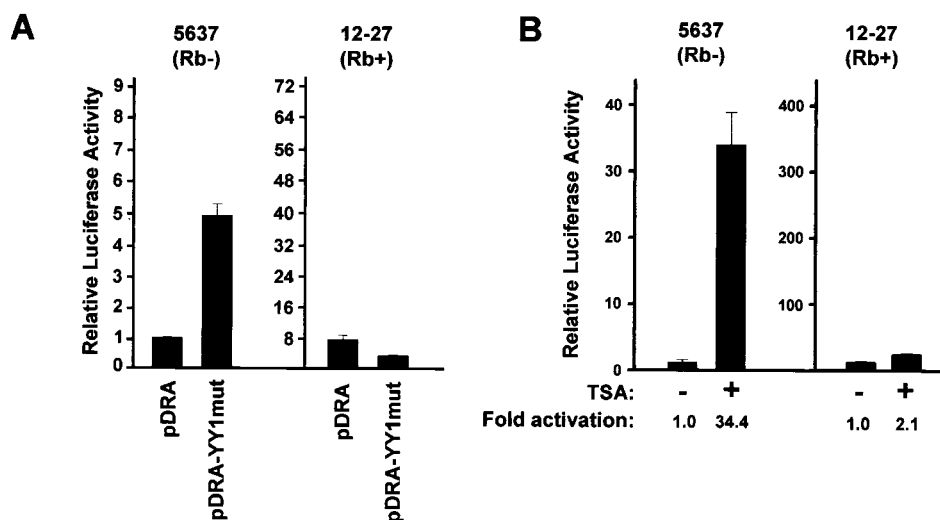 A
5637
(Rb-)
12-27
(Rb+)
Relative Luciferase Activity
9
8
7
6
5
4
3
2
1
0
72
64
56
48
40
32
24
16
8
pDRA
pDRA-YY1mut
pDRA
pDRA-YY1mut
B
5637
(Rb-)
12-27
(Rb+)
Relative Luciferase Activity
40
30
20
10
0
400
300
200
100
TSA: - + - +
Fold activation: 1.0 34.4 1.0 2.1